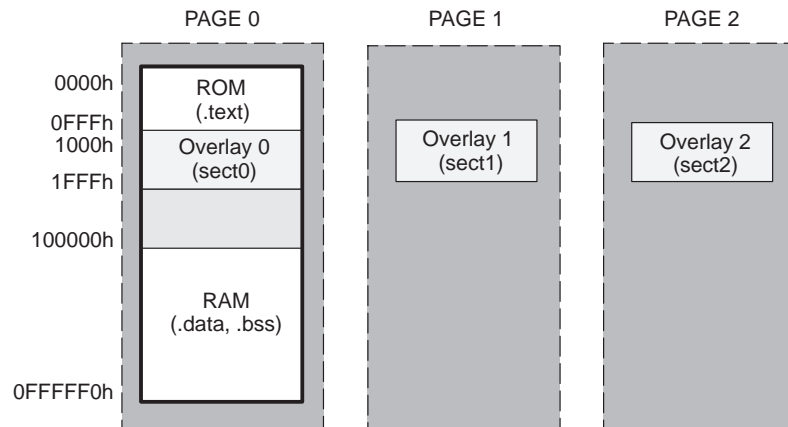 PAGE 0
PAGE 1
PAGE 2
0000h
ROM
(.text)
0FFFh
1000h
Overlay 0
(sect0)
1FFFh
Overlay 1
(sect1)
Overlay 2
(sect2)
100000h
RAM
(.data, .bss)
0FFFFF0h